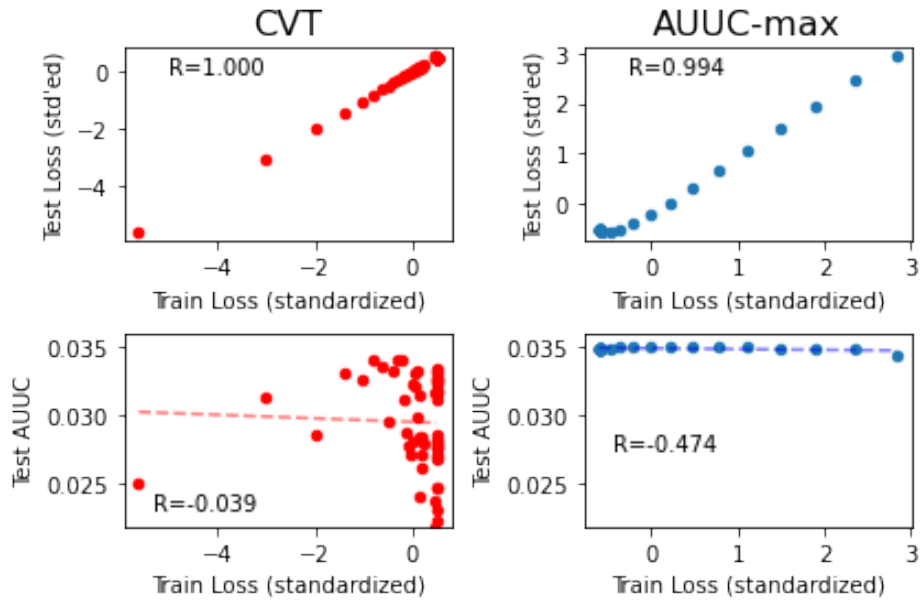 CVT
AUUC-max
R=1.000
0
−2
−4
Test Loss (std'ed)
−4
−2
0
Train Loss (standardized)
R=0.994
3
2
1
0
Test Loss (std'ed)
0
1
2
3
Train Loss (standardized)
0.035
0.030
0.025
Test AUUC
R=-0.039
−4
−2
0
Train Loss (standardized)
0.035
0.030
0.025
Test AUUC
R=-0.474
0
1
2
3
Train Loss (standardized)